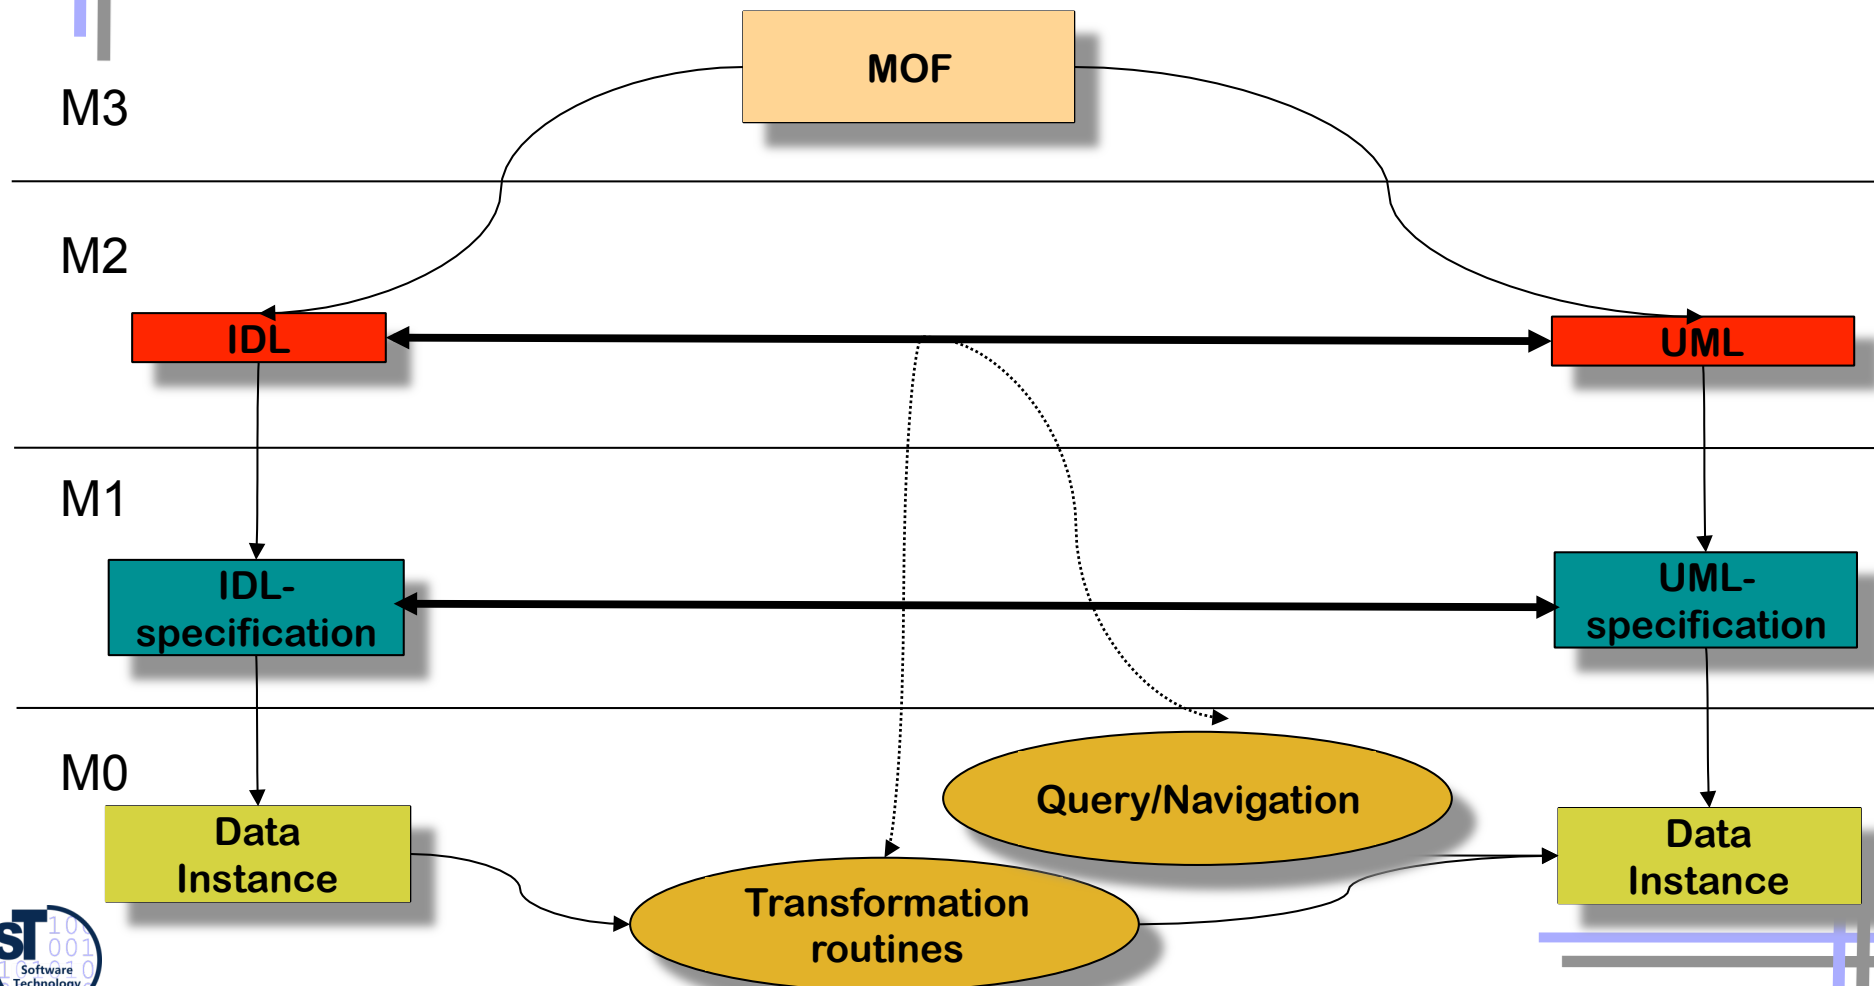 MOF
M3
M2
IDL
UML
M1
IDL-
specification
UML-
specification
M0
Query/Navigation
Data
Instance
Data
Instance
Transformation
routines
sT
Software
Technology